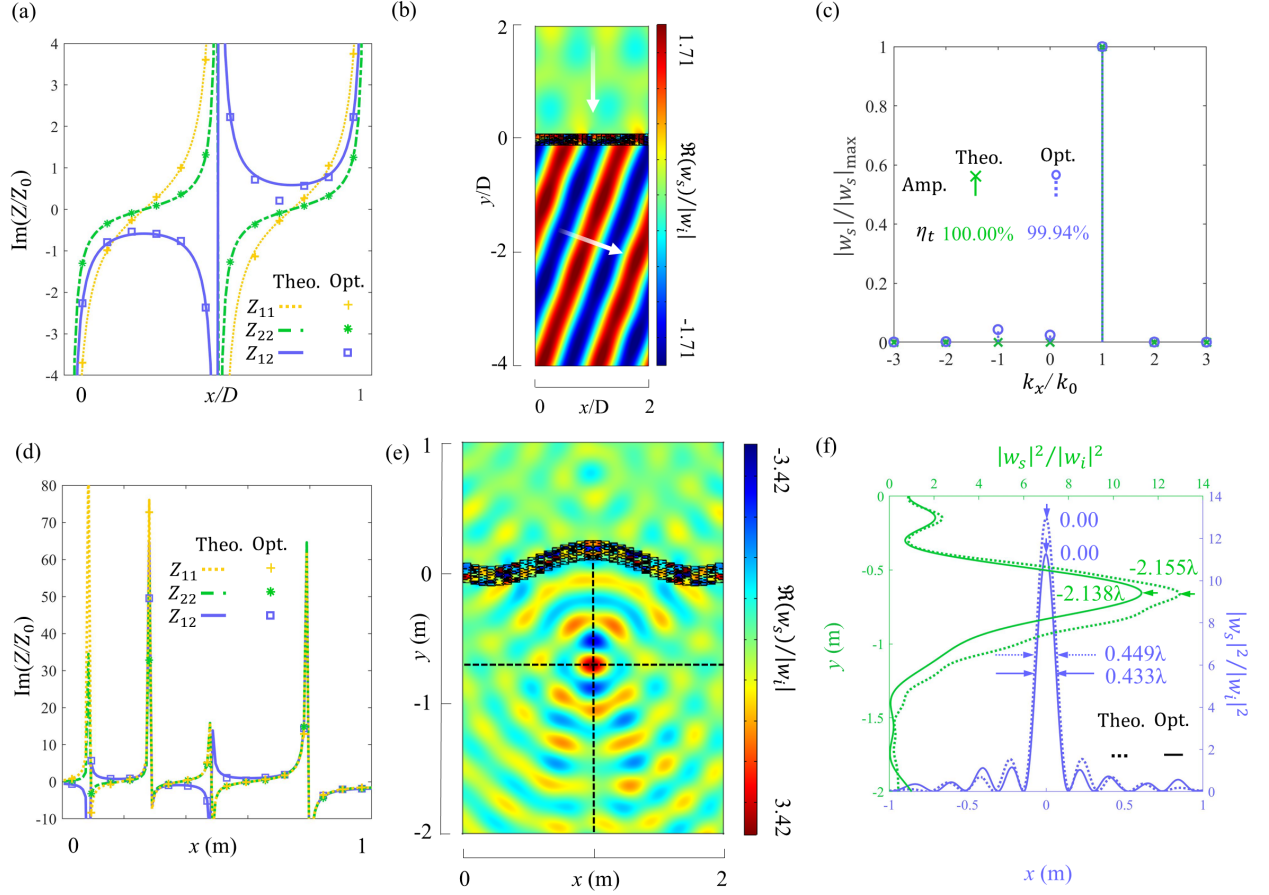 (a)
4
3
2
1
0
-1
-2
-3
-4
Im(Z/Z₀)
Theo. Opt.
Z₁₁
Z₂₂
Z₁₂
0
x/D
1
(b)
2
0
-2
-4
y/D
0
2
x/D
1.71
ℜ(wₛ)/|wᵢ|
-1.71
(c)
1
0.8
0.6
0.4
0.2
0
|wₛ|/|wₛ|max
Theo. Opt.
Amp.
ηₜ 100.00% 99.94%
-3 -2 -1 0 1 2 3
kₓ/k₀
(d)
80
70
60
50
40
30
20
10
0
-10
Im(Z/Z₀)
Theo. Opt.
Z₁₁
Z₂₂
Z₁₂
0
x (m)
1
(e)
1
0
-1
-2
y (m)
0
x (m)
2
-3.42
ℜ(wₛ)/|wᵢ|
3.42
(f)
|wₛ|²/|wᵢ|²
0 2 4 6 8 10 12 14
0
-0.5
-1
-1.5
-2
y (m)
14
12
10
8
6
4
2
0
|wₛ|²/|wᵢ|²
0.00
0.00
-2.155λ
-2.138λ
0.449λ
0.433λ
Theo. Opt.
-1 -0.5 0 0.5 1
x (m)